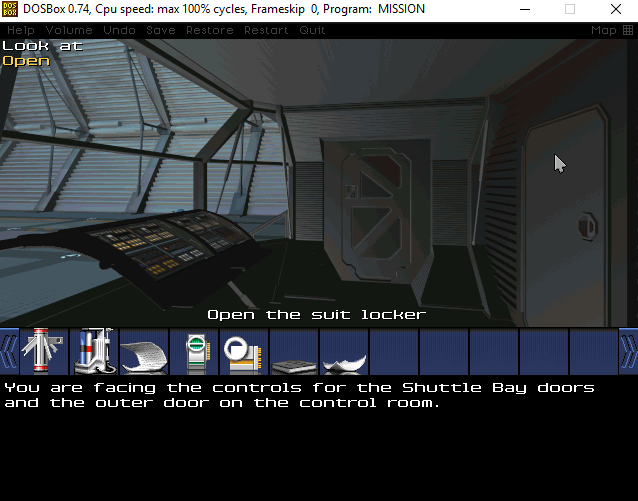 DOS BOX DOSBox 0.74, Cpu speed: max 100% cycles, Frameskip 0, Program: MISSION
Help Volume Undo Save Restore Restart Quit Map
Look at
Open
Open the suit locker
You are facing the controls for the Shuttle Bay doors
and the outer door on the control room.